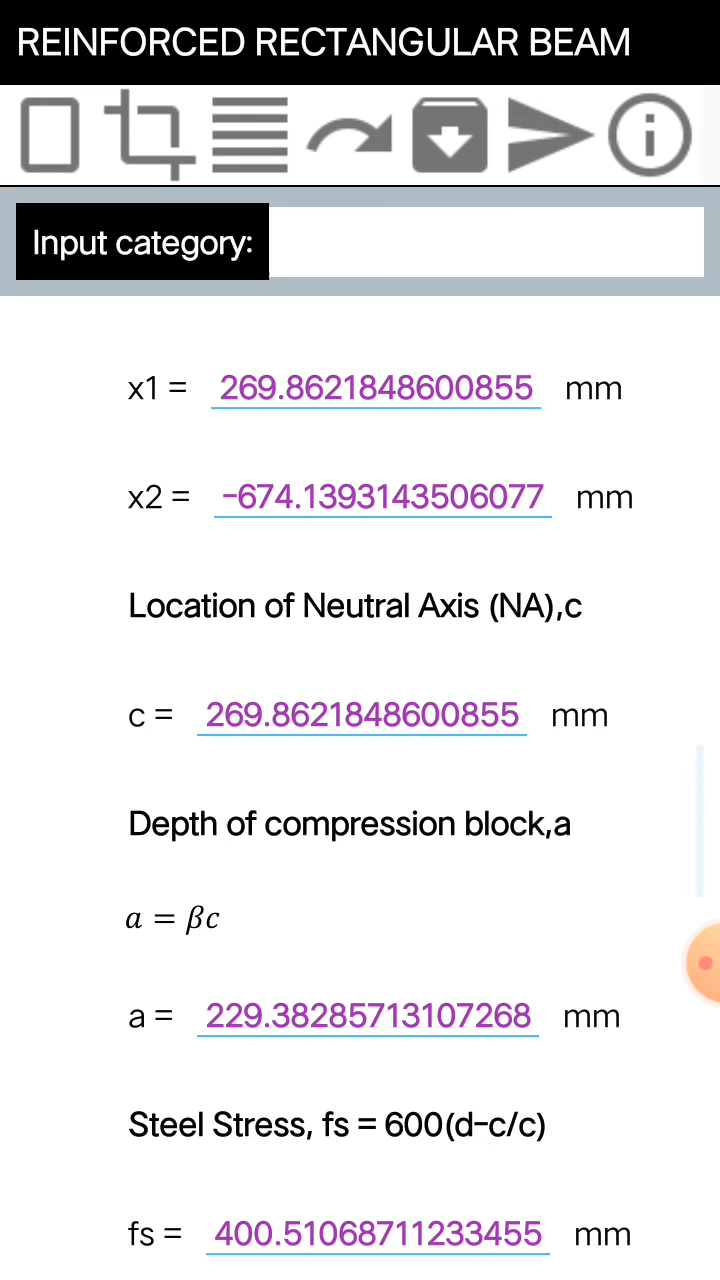 REINFORCED RECTANGULAR BEAM
Input category:
x1 = 269.8621848600855 mm
x2 = -674.1393143506077 mm
Location of Neutral Axis (NA),c
c = 269.8621848600855 mm
Depth of compression block,a
a = βc
a = 229.38285713107268 mm
Steel Stress, fs = 600(d-c/c)
fs = 400.51068711233455 mm